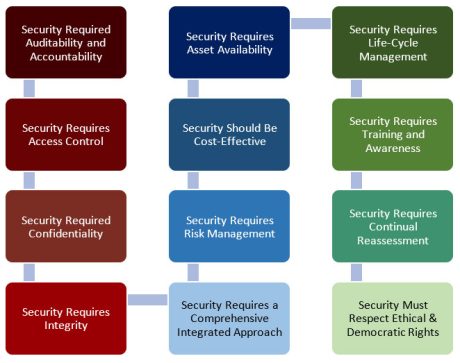 Security Required
Auditability and
Accountability
Security Requires
Access Control
Security Required
Confidentiality
Security Requires
Integrity
Security Requires a
Comprehensive
Integrated Approach
Security Requires
Risk Management
Security Should Be
Cost-Effective
Security Requires
Asset Availability
Security Requires
Life-Cycle
Management
Security Requires
Training and
Awareness
Security Requires
Continual
Reassessment
Security Must
Respect Ethical &
Democratic Rights